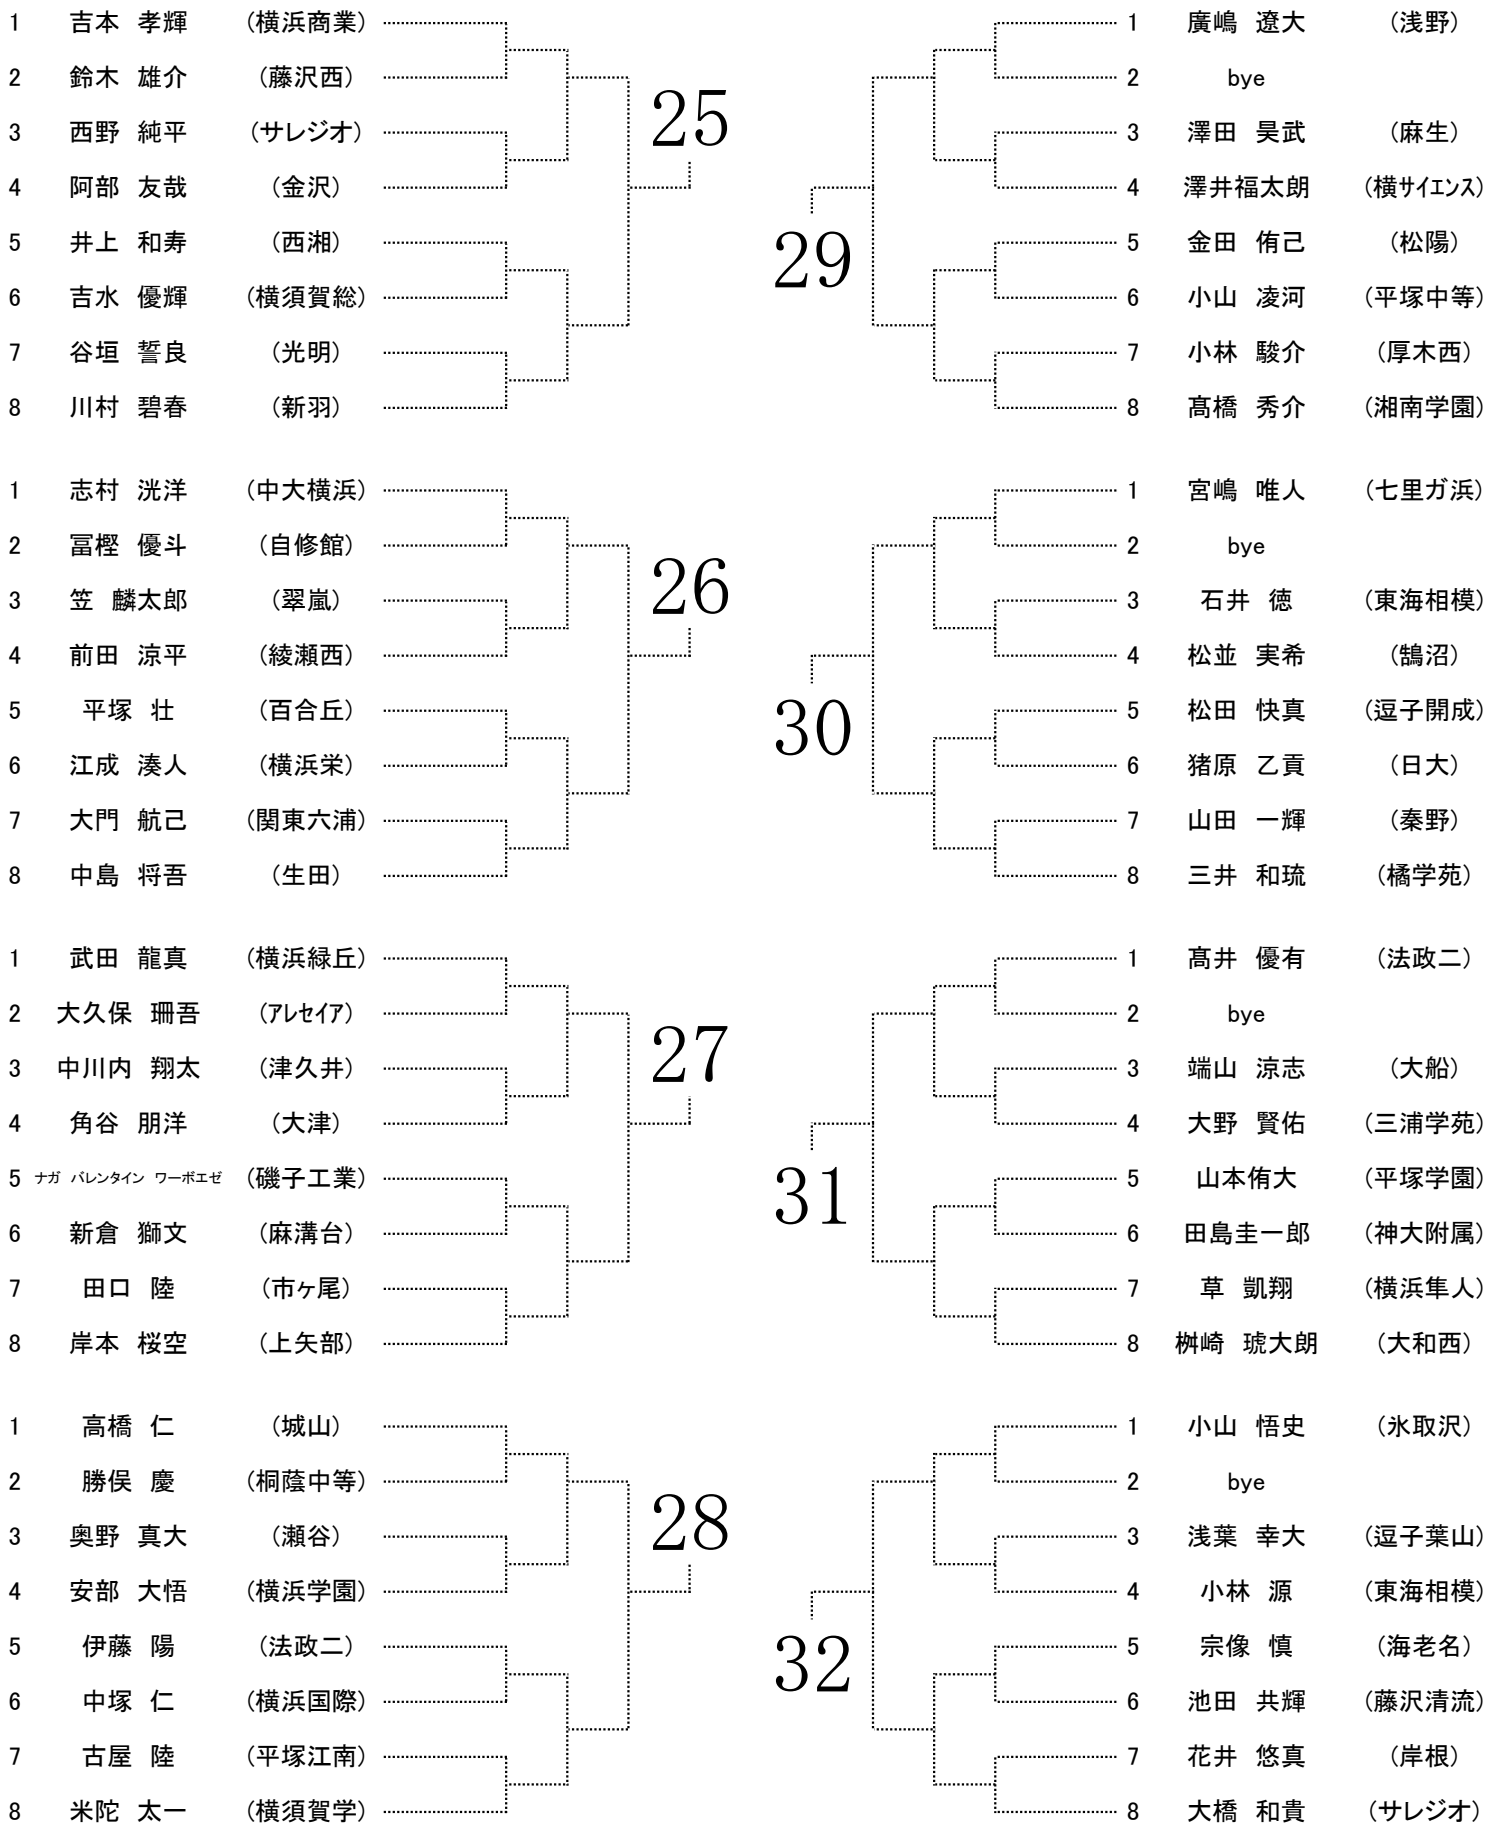 1 吉本 孝輝 (横浜商業)
2 鈴木 雄介 (藤沢西)
3 西野 純平 (サレジオ)
4 阿部 友哉 (金沢)
5 井上 和寿 (西湘)
6 吉水 優輝 (横須賀総)
7 谷垣 誓良 (光明)
8 川村 碧春 (新羽)
25
1 志村 洸洋 (中大横浜)
2 冨樫 優斗 (自修館)
3 笠 麟太郎 (翠嵐)
4 前田 涼平 (綾瀬西)
5 平塚 壮 (百合丘)
6 江成 湊人 (横浜栄)
7 大門 航己 (関東六浦)
8 中島 将吾 (生田)
26
1 武田 龍真 (横浜緑丘)
2 大久保 珊吾 (アレセイア)
3 中川内 翔太 (津久井)
4 角谷 朋洋 (大津)
5 ナガ バレンタイン ワーボエゼ (磯子工業)
6 新倉 獅文 (麻溝台)
7 田口 陸 (市ヶ尾)
8 岸本 桜空 (上矢部)
27
1 高橋 仁 (城山)
2 勝俣 慶 (桐蔭中等)
3 奥野 真大 (瀬谷)
4 安部 大悟 (横浜学園)
5 伊藤 陽 (法政二)
6 中塚 仁 (横浜国際)
7 古屋 陸 (平塚江南)
8 米陀 太一 (横須賀学)
28
1 廣嶋 遼大 (浅野)
2 bye
3 澤田 昊武 (麻生)
4 澤井福太朗 (横サイエンス)
5 金田 侑己 (松陽)
6 小山 凌河 (平塚中等)
7 小林 駿介 (厚木西)
8 髙橋 秀介 (湘南学園)
29
1 宮嶋 唯人 (七里ガ浜)
2 bye
3 石井 徳 (東海相模)
4 松並 実希 (鵠沼)
5 松田 快真 (逗子開成)
6 猪原 乙貢 (日大)
7 山田 一輝 (秦野)
8 三井 和琉 (橘学苑)
30
1 髙井 優有 (法政二)
2 bye
3 端山 涼志 (大船)
4 大野 賢佑 (三浦学苑)
5 山本侑大 (平塚学園)
6 田島圭一郎 (神大附属)
7 草 凱翔 (横浜隼人)
8 桝崎 琥大朗 (大和西)
31
1 小山 悟史 (氷取沢)
2 bye
3 浅葉 幸大 (逗子葉山)
4 小林 源 (東海相模)
5 宗像 慎 (海老名)
6 池田 共輝 (藤沢清流)
7 花井 悠真 (岸根)
8 大橋 和貴 (サレジオ)
32